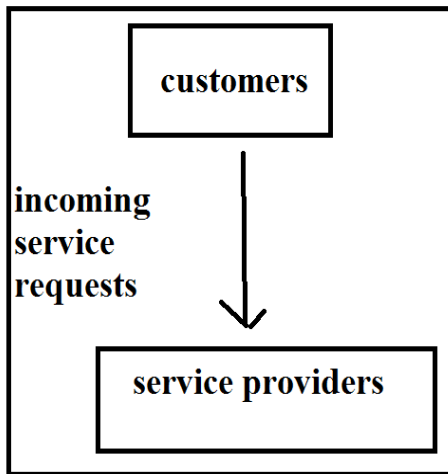 customers
incoming
service
requests
service providers